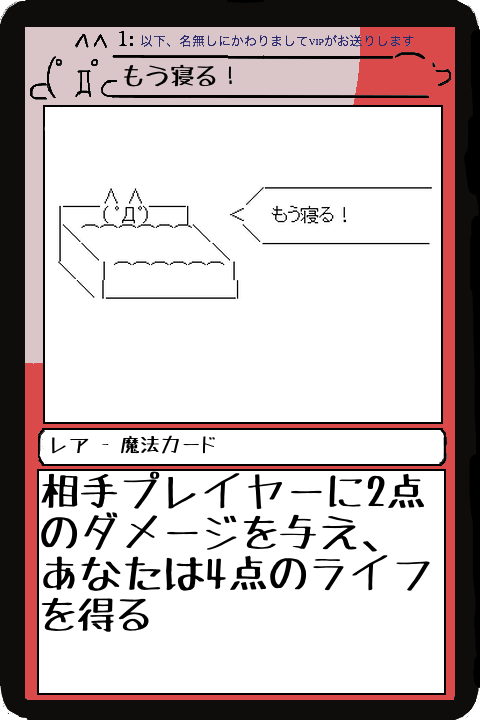 1: 以下、名無しにかわりましてVIPがお送りします
もう寝る！
(ﾟДﾟ)
もう寝る！
レア - 魔法カード
相手プレイヤーに2点
のダメージを与え、
あなたは4点のライフ
を得る